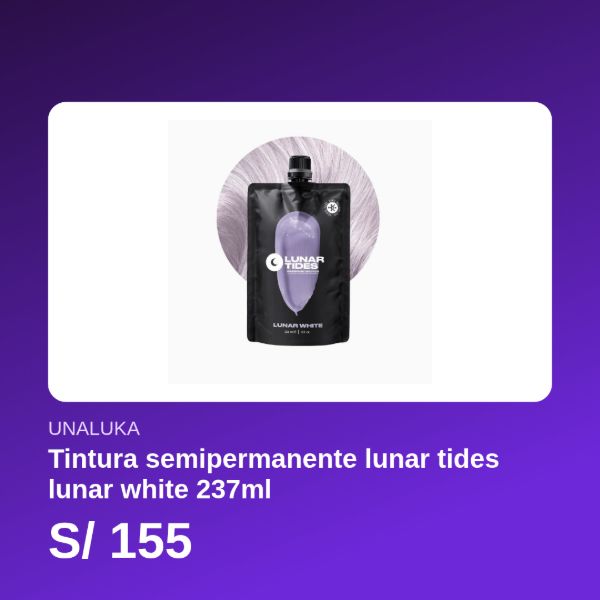 LUNAR
TIDES
LUNAR WHITE
UNALUKA
Tintura semipermanente lunar tides
lunar white 237ml
S/ 155